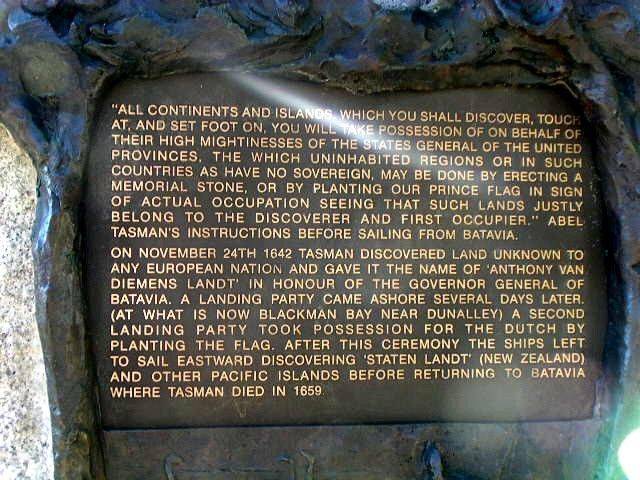 "ALL CONTINENTS AND ISLANDS, WHICH YOU SHALL DISCOVER, TOUCH
AT, AND SET FOOT ON, YOU WILL TAKE POSSESSION OF ON BEHALF OF
THEIR HIGH MIGHTINESSES OF THE STATES GENERAL OF THE UNITED
PROVINCES, THE WHICH UNINHABITED REGIONS OR IN SUCH
COUNTRIES AS HAVE NO SOVEREIGN, MAY BE DONE BY ERECTING A
MEMORIAL STONE, OR BY PLANTING OUR PRINCE FLAG IN SIGN
OF ACTUAL OCCUPATION SEEING THAT SUCH LANDS JUSTLY
BELONG TO THE DISCOVERER AND FIRST OCCUPIER." ABEL
TASMAN'S INSTRUCTIONS BEFORE SAILING FROM BATAVIA.
ON NOVEMBER 24TH 1642 TASMAN DISCOVERED LAND UNKNOWN TO
ANY EUROPEAN NATION AND GAVE IT THE NAME OF 'ANTHONY VAN
DIEMENS LANDT' IN HONOUR OF THE GOVERNOR GENERAL OF
BATAVIA. A LANDING PARTY CAME ASHORE SEVERAL DAYS LATER.
(AT WHAT IS NOW BLACKMAN BAY NEAR DUNALLEY) A SECOND
LANDING PARTY TOOK POSSESSION FOR THE DUTCH BY
PLANTING THE FLAG. AFTER THIS CEREMONY THE SHIPS LEFT
TO SAIL EASTWARD DISCOVERING 'STATEN LANDT' (NEW ZEALAND)
AND OTHER PACIFIC ISLANDS BEFORE RETURNING TO BATAVIA
WHERE TASMAN DIED IN 1659.